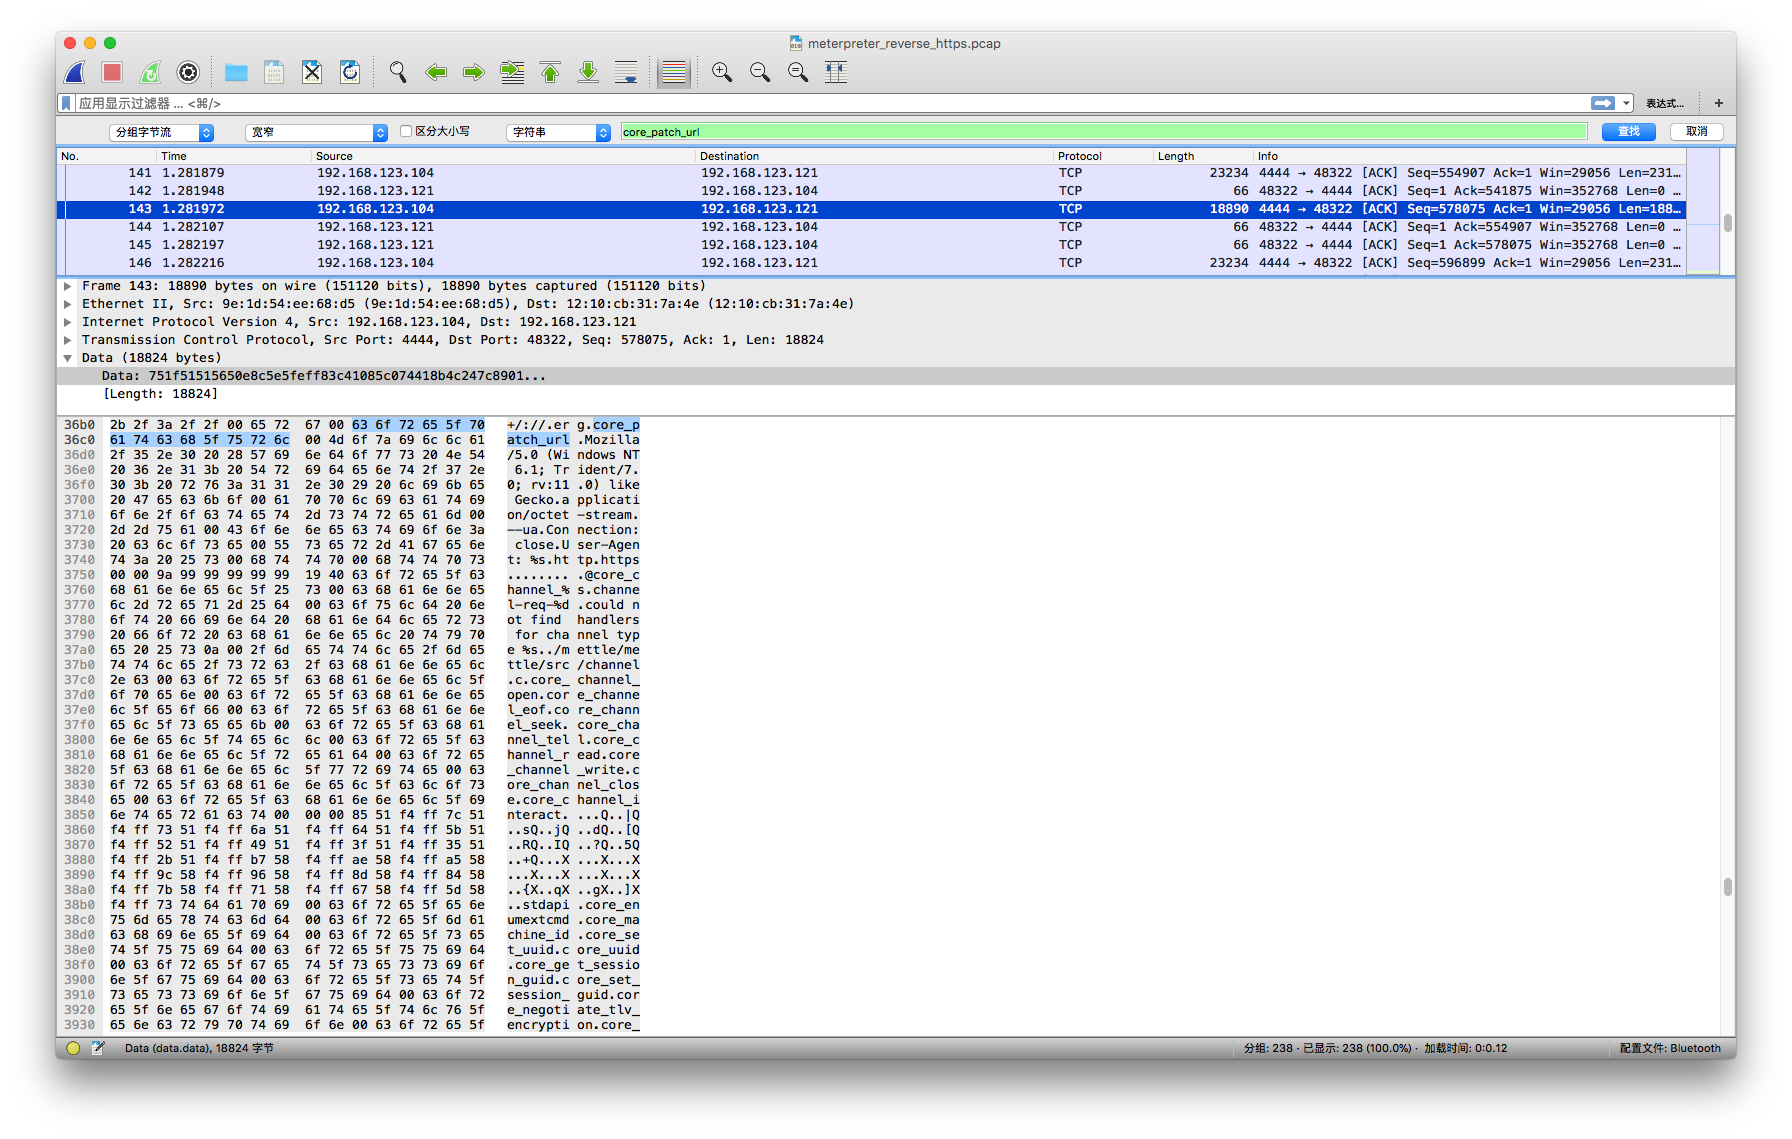 meterpreter_reverse_https.pcap
应用显示过滤器 … <⌘/>
表达式…
+
分组字节流
宽窄
区分大小写
字符串
core_patch_url
查找
取消
No. Time Source Destination Protocol Length Info
141 1.281879 192.168.123.104 192.168.123.121 TCP 23234 4444 → 48322 [ACK] Seq=554907 Ack=1 Win=29056 Len=231…
142 1.281948 192.168.123.121 192.168.123.104 TCP 66 48322 → 4444 [ACK] Seq=1 Ack=541875 Win=352768 Len=0 …
143 1.281972 192.168.123.104 192.168.123.121 TCP 18890 4444 → 48322 [ACK] Seq=578075 Ack=1 Win=29056 Len=188…
144 1.282107 192.168.123.121 192.168.123.104 TCP 66 48322 → 4444 [ACK] Seq=1 Ack=554907 Win=352768 Len=0 …
145 1.282197 192.168.123.121 192.168.123.104 TCP 66 48322 → 4444 [ACK] Seq=1 Ack=578075 Win=352768 Len=0 …
146 1.282216 192.168.123.104 192.168.123.121 TCP 23234 4444 → 48322 [ACK] Seq=596899 Ack=1 Win=29056 Len=231…
Frame 143: 18890 bytes on wire (151120 bits), 18890 bytes captured (151120 bits)
Ethernet II, Src: 9e:1d:54:ee:68:d5 (9e:1d:54:ee:68:d5), Dst: 12:10:cb:31:7a:4e (12:10:cb:31:7a:4e)
Internet Protocol Version 4, Src: 192.168.123.104, Dst: 192.168.123.121
Transmission Control Protocol, Src Port: 4444, Dst Port: 48322, Seq: 578075, Ack: 1, Len: 18824
Data (18824 bytes)
Data: 751f51515650e8c5e5feff83c41085c074418b4c247c8901...
[Length: 18824]
36b0 2b 2f 3a 2f 2f 00 65 72 67 00 63 6f 72 65 5f 70 +/://.er g.core_p
36c0 61 74 63 68 5f 75 72 6c 00 4d 6f 7a 69 6c 6c 61 atch_url .Mozilla
36d0 2f 35 2e 30 20 28 57 69 6e 64 6f 77 73 20 4e 54 /5.0 (Wi ndows NT
36e0 20 36 2e 31 3b 20 54 72 69 64 65 6e 74 2f 37 2e 6.1; Tr ident/7.
36f0 30 3b 20 72 76 3a 31 31 2e 30 29 20 6c 69 6b 65 0; rv:11 .0) like
3700 20 47 65 63 6b 6f 00 61 70 70 6c 69 63 61 74 69 Gecko.a pplicati
3710 6f 6e 2f 6f 63 74 65 74 2d 73 74 72 65 61 6d 00 on/octet -stream.
3720 2d 2d 75 61 00 43 6f 6e 6e 65 63 74 69 6f 6e 3a --ua.Con nection:
3730 20 63 6c 6f 73 65 00 55 73 65 72 2d 41 67 65 6e close.U ser-Agen
3740 74 3a 20 25 73 00 68 74 74 70 00 68 74 74 70 73 t: %s.ht tp.https
3750 00 00 9a 99 99 99 99 99 19 40 63 6f 72 65 5f 63 ........ .@core_c
3760 68 61 6e 6e 65 6c 5f 25 73 00 63 68 61 6e 6e 65 hannel_% s.channe
3770 6c 2d 72 65 71 2d 25 64 00 63 6f 75 6c 64 20 6e l-req-%d .could n
3780 6f 74 20 66 69 6e 64 20 68 61 6e 64 6c 65 72 73 ot find handlers
3790 20 66 6f 72 20 63 68 61 6e 6e 65 6c 20 74 79 70 for cha nnel typ
37a0 65 20 25 73 0a 00 2f 6d 65 74 74 6c 65 2f 6d 65 e %s../m ettle/me
37b0 74 74 6c 65 2f 73 72 63 2f 63 68 61 6e 6e 65 6c ttle/src /channel
37c0 2e 63 00 63 6f 72 65 5f 63 68 61 6e 6e 65 6c 5f .c.core_ channel_
37d0 6f 70 65 6e 00 63 6f 72 65 5f 63 68 61 6e 6e 65 open.cor e_channe
37e0 6c 5f 65 6f 66 00 63 6f 72 65 5f 63 68 61 6e 6e l_eof.co re_chann
37f0 65 6c 5f 73 65 65 6b 00 63 6f 72 65 5f 63 68 61 el_seek. core_cha
3800 6e 6e 65 6c 5f 74 65 6c 6c 00 63 6f 72 65 5f 63 nnel_tel l.core_c
3810 68 61 6e 6e 65 6c 5f 72 65 61 64 00 63 6f 72 65 hannel_r ead.core
3820 5f 63 68 61 6e 6e 65 6c 5f 77 72 69 74 65 00 63 _channel _write.c
3830 6f 72 65 5f 63 68 61 6e 6e 65 6c 5f 63 6c 6f 73 ore_chan nel_clos
3840 65 00 63 6f 72 65 5f 63 68 61 6e 6e 65 6c 5f 69 e.core_c hannel_i
3850 6e 74 65 72 61 63 74 00 00 00 85 51 f4 ff 7c 51 nteract. ...Q..|Q
3860 f4 ff 73 51 f4 ff 6a 51 f4 ff 64 51 f4 ff 5b 51 ..sQ..jQ ..dQ..[Q
3870 f4 ff 52 51 f4 ff 49 51 f4 ff 3f 51 f4 ff 35 51 ..RQ..IQ ..?Q..5Q
3880 f4 ff 2b 51 f4 ff b7 58 f4 ff ae 58 f4 ff a5 58 ..+Q...X ...X...X
3890 f4 ff 9c 58 f4 ff 96 58 f4 ff 8d 58 f4 ff 84 58 ...X...X ...X...X
38a0 f4 ff 7b 58 f4 ff 71 58 f4 ff 67 58 f4 ff 5d 58 ..{X..qX ..gX..]X
38b0 f4 ff 73 74 64 61 70 69 00 63 6f 72 65 5f 65 6e ..stdapi .core_en
38c0 75 6d 65 78 74 63 6d 64 00 63 6f 72 65 5f 6d 61 umextcmd .core_ma
38d0 63 68 69 6e 65 5f 69 64 00 63 6f 72 65 5f 73 65 chine_id .core_se
38e0 74 5f 75 75 69 64 00 63 6f 72 65 5f 75 75 69 64 t_uuid.c ore_uuid
38f0 00 63 6f 72 65 5f 67 65 74 5f 73 65 73 73 69 6f .core_ge t_sessio
3900 6e 5f 67 75 69 64 00 63 6f 72 65 5f 73 65 74 5f n_guid.c ore_set_
3910 73 65 73 73 69 6f 6e 5f 67 75 69 64 00 63 6f 72 session_ guid.cor
3920 65 5f 6e 65 67 6f 74 69 61 74 65 5f 74 6c 76 5f e_negoti ate_tlv_
3930 65 6e 63 72 79 70 74 69 6f 6e 00 63 6f 72 65 5f encrypti on.core_
Data (data.data), 18824 字节
分组: 238 · 已显示: 238 (100.0%) · 加载时间: 0:0.12
配置文件: Bluetooth